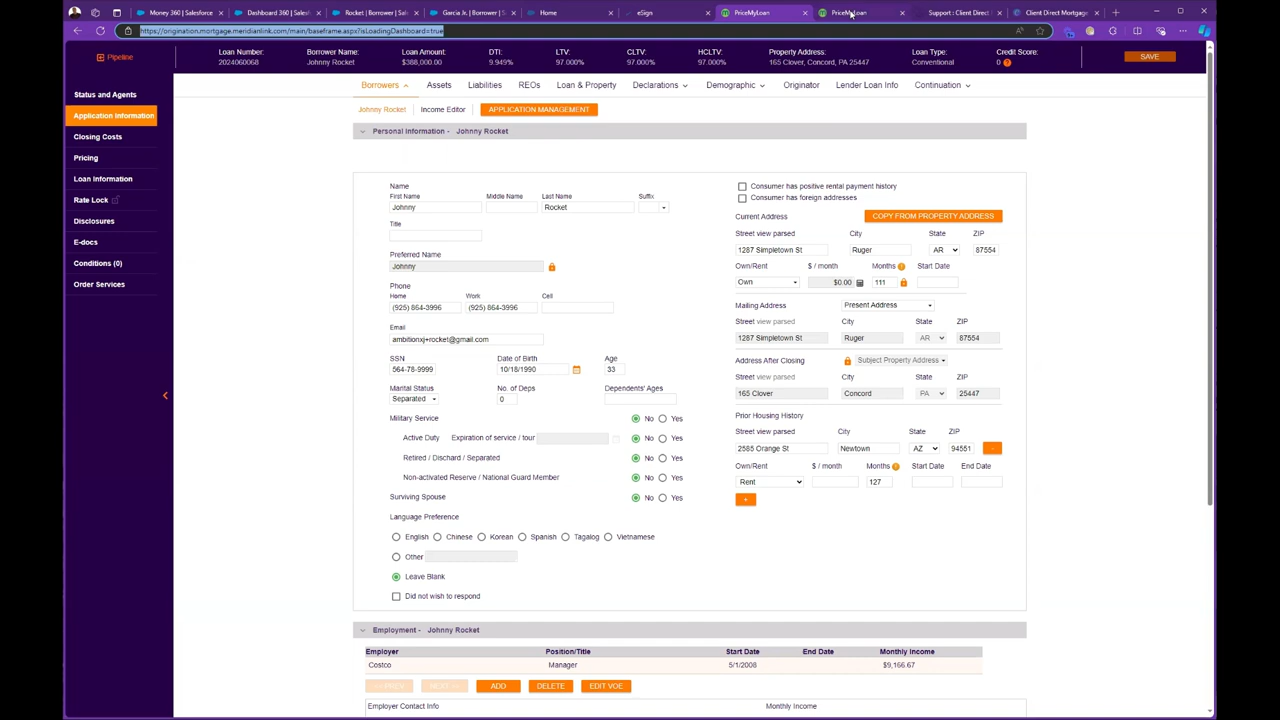 Money 360 | Salesforce
Dashboard 360 | Salesforce
Rocket | Borrower | Sales
Garcia Jr. | Borrower | S
Home
eSign
PriceMyLoan
PriceMyLoan
Support : Client Direct
Client Direct Mortgage
https://origination.mortgage.meridianlink.com/main/baseframe.aspx?isLoadingDashboard=true
Pipeline
Loan Number: Borrower Name: Loan Amount: DTI: LTV: CLTV: HCLTV: Property Address: Loan Type: Credit Score:
2024060068 Johnny Rocket $388,000.00 9.949% 97.000% 97.000% 97.000% 165 Clover, Concord, PA 25447 Conventional 0
SAVE
Borrowers Assets Liabilities REOs Loan & Property Declarations Demographic Originator Lender Loan Info Continuation
Status and Agents
Application Information
Closing Costs
Pricing
Loan Information
Rate Lock
Disclosures
E-docs
Conditions (0)
Order Services
Johnny Rocket Income Editor APPLICATION MANAGEMENT
Personal Information - Johnny Rocket
Name
First Name Middle Name Last Name Suffix
Johnny Rocket
Title
Preferred Name
Johnny
Phone
Home Work Cell
(925) 864-3996 (925) 864-3996
Email
ambitionxj+rocket@gmail.com
SSN Date of Birth Age
564-78-9999 10/18/1990 33
Marital Status No. of Deps Dependents' Ages
Separated 0
Military Service No Yes
Active Duty Expiration of service / tour No Yes
Retired / Dischard / Separated No Yes
Non-activated Reserve / National Guard Member No Yes
Surviving Spouse No Yes
Language Preference
English Chinese Korean Spanish Tagalog Vietnamese
Other
Leave Blank
Did not wish to respond
Consumer has positive rental payment history
Consumer has foreign addresses
Current Address COPY FROM PROPERTY ADDRESS
Street view parsed City State ZIP
1287 Simpletown St Ruger AR 87554
Own/Rent $ / month Months Start Date
Own $0.00 111
Mailing Address Present Address
Street view parsed City State ZIP
1287 Simpletown St Ruger AR 87554
Address After Closing Subject Property Address
Street view parsed City State ZIP
165 Clover Concord PA 25447
Prior Housing History
Street view parsed City State ZIP
2585 Orange St Newtown AZ 94551 -
Own/Rent $ / month Months Start Date End Date
Rent 127
+
Employment - Johnny Rocket
Employer Position/Title Start Date End Date Monthly Income
Costco Manager 5/1/2008 $9,166.67
<< PREV NEXT >> ADD DELETE EDIT VOE
Employer Contact Info Monthly Income